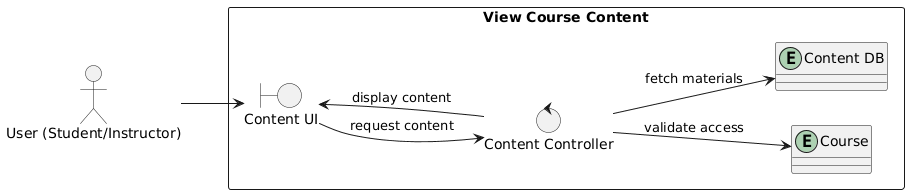 View Course Content
User (Student/Instructor)
Content UI
display content
request content
Content Controller
fetch materials
validate access
E Content DB
E Course